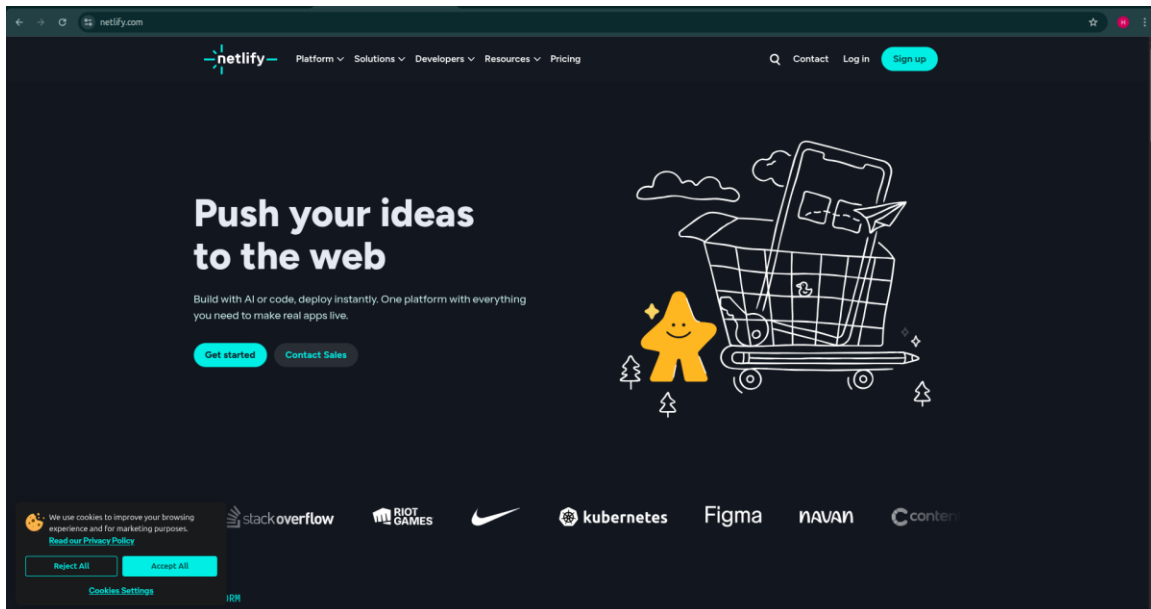 netlify.com
netlify
Platform Solutions Developers Resources Pricing
Contact Log in Sign up
Push your ideas
to the web
Build with AI or code, deploy instantly. One platform with everything
you need to make real apps live.
Get started Contact Sales
stackoverflow RIOT GAMES kubernetes Figma NAVAN
We use cookies to improve your browsing
experience and for marketing purposes.
Read our Privacy Policy
Reject All Accept All
Cookies Settings